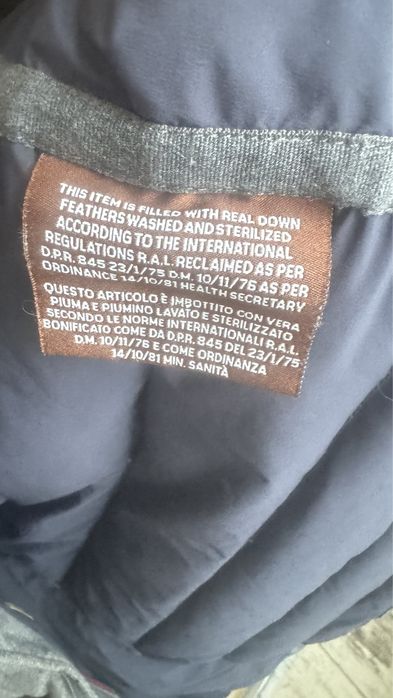 THIS ITEM IS FILLED WITH REAL DOWN
FEATHERS WASHED AND STERILIZED
ACCORDING TO THE INTERNATIONAL
REGULATIONS R.A.L. RECLAIMED AS PER
D.P.R. 845 23/1/75 D.M. 10/11/76 AS PER
ORDINANCE 14/10/81 HEALTH SECRETARY
QUESTO ARTICOLO È IMBOTTITO CON VERA
PIUMA E PIUMINO LAVATO E STERILIZZATO
SECONDO LE NORME INTERNATIONALI R.A.L.
BONIFICATO COME DA D.P.R. 845 DEL 23/1/75
D.M. 10/11/76 E COME ORDINANZA
14/10/81 MIN. SANITÀ